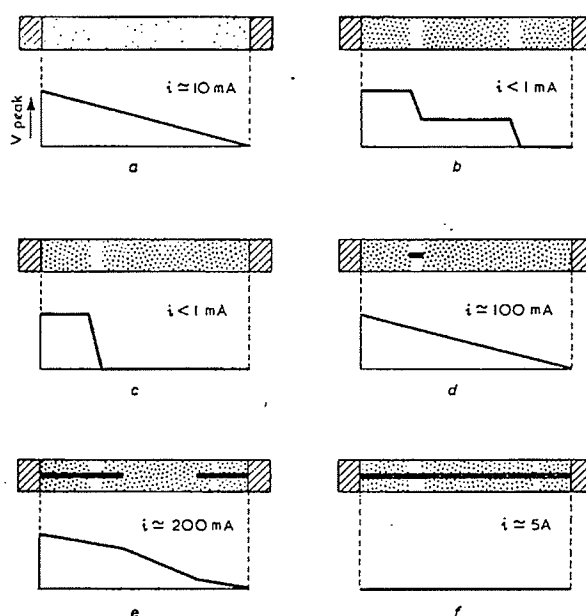 i ≃ 10 mA
V peak
a
i < 1 mA
b
i < 1 mA
c
i ≃ 100 mA
d
i ≃ 200 mA
e
i ≃ 5A
f